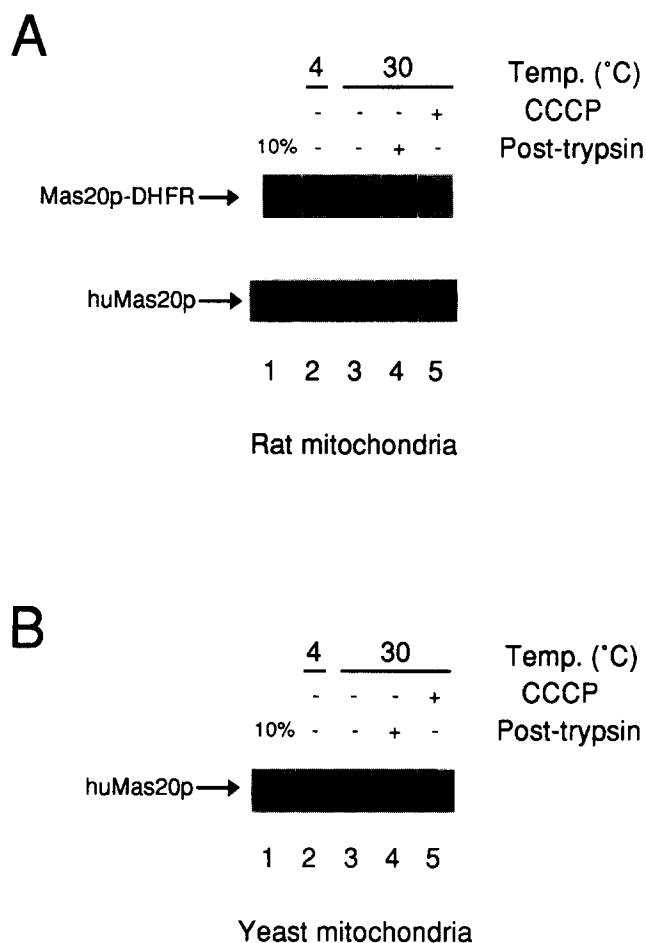 A
4 30 Temp. (°C)
- - - + CCCP
10% - - + - Post-trypsin
Mas20p-DHFR
huMas20p
1 2 3 4 5
Rat mitochondria
B
4 30 Temp. (°C)
- - - + CCCP
10% - - + - Post-trypsin
huMas20p
1 2 3 4 5
Yeast mitochondria